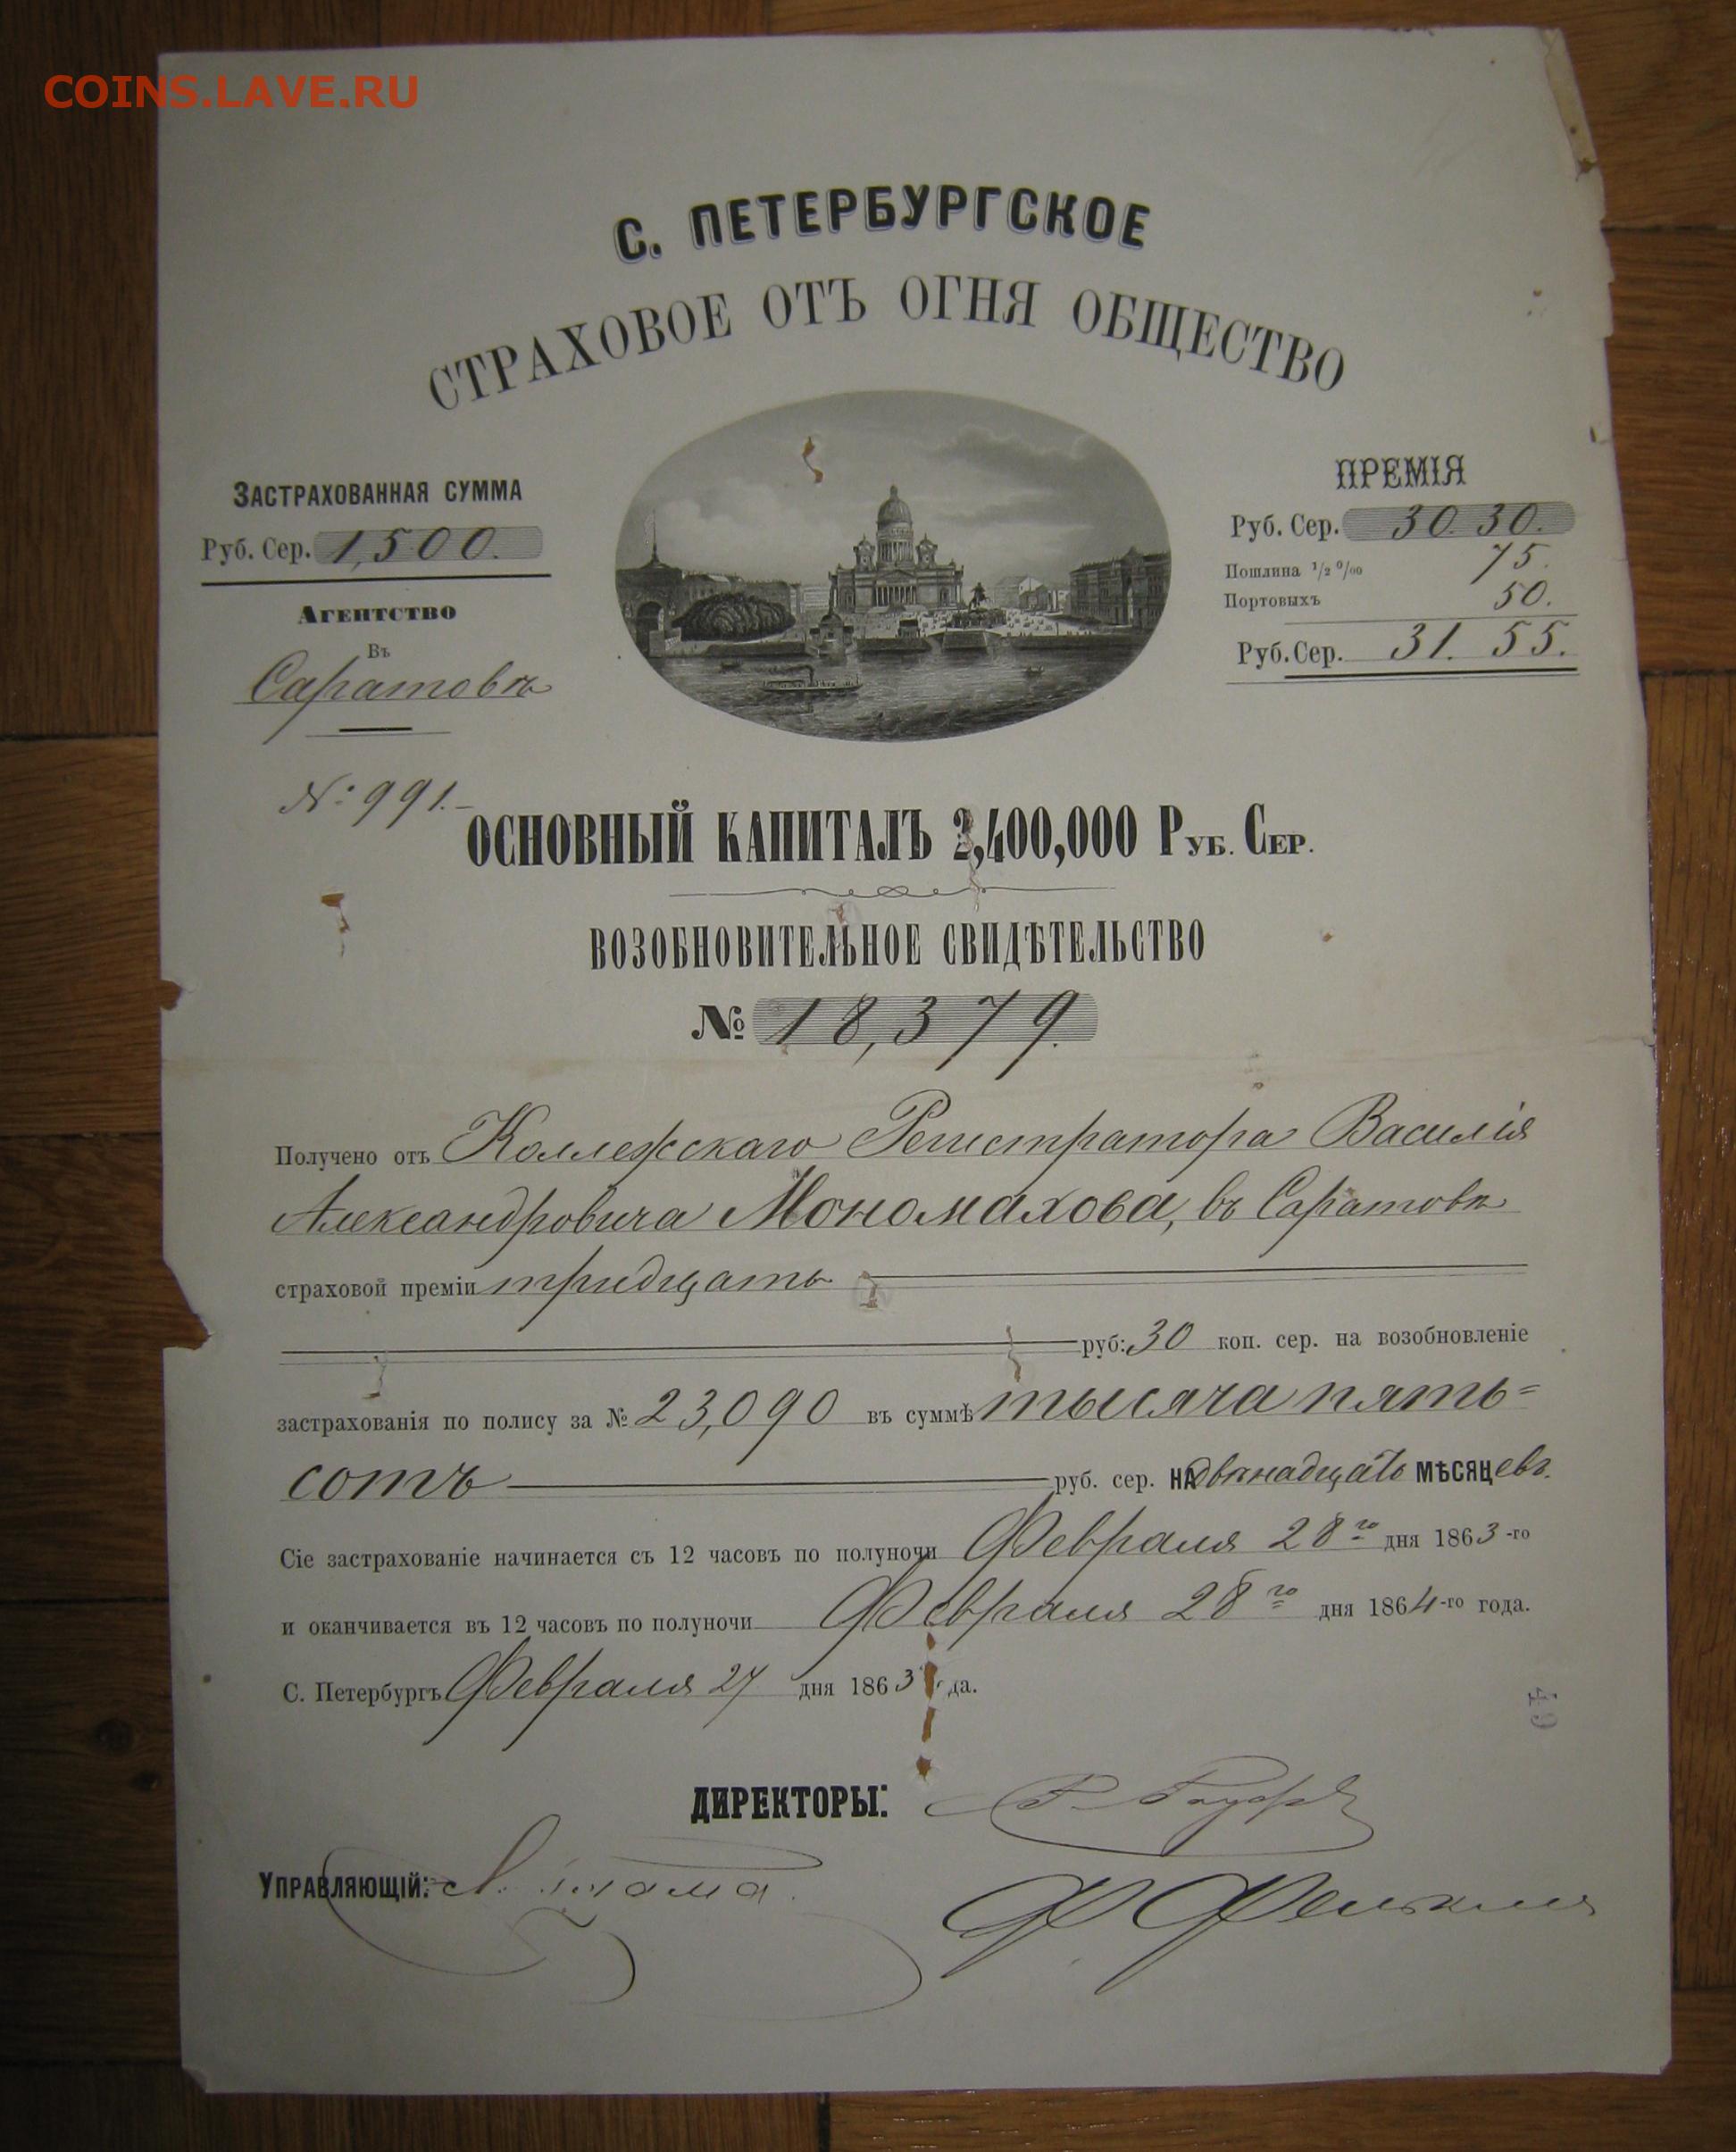 COINS.LAVE.RU
С. ПЕТЕРБУРГСКОЕ
СТРАХОВОЕ ОТЪ ОГНЯ ОБЩЕСТВО
ЗАСТРАХОВАННАЯ СУММА
Руб. Сер. 1,500.
АГЕНТСТВО
Въ
Саратовѣ
№: 991.-
ПРЕМІЯ
Руб. Сер. 30. 30.
Пошлина 1/2 0/00 75.
Портовыхъ 50.
Руб. Сер. 31. 55.
ОСНОВНЫЙ КАПИТАЛЪ 2,400,000 РУБ. СЕР.
ВОЗОБНОВИТЕЛЬНОЕ СВИДѢТЕЛЬСТВО
№ 18,379.
Получено отъ Коллежскаго Регистратора Василія
Александровича Мономахова, въ Саратовѣ
страховой преміи тридцать
руб: 30 коп. сер. на возобновленіе
застрахованія по полису за № 23,090 въ суммѣ тысяча пять=
сотъ руб. сер. НА двѣнадцать МѢСЯЦевъ.
Сіе застрахованіе начинается съ 12 часовъ по полуночи Февраля 28го дня 1863-го
и оканчивается въ 12 часовъ по полуночи Февраля 28го дня 1864-го года.
С. Петербургъ Февраля 27 дня 1863 да.
49
ДИРЕКТОРЫ:
УПРАВЛЯЮЩІЙ: